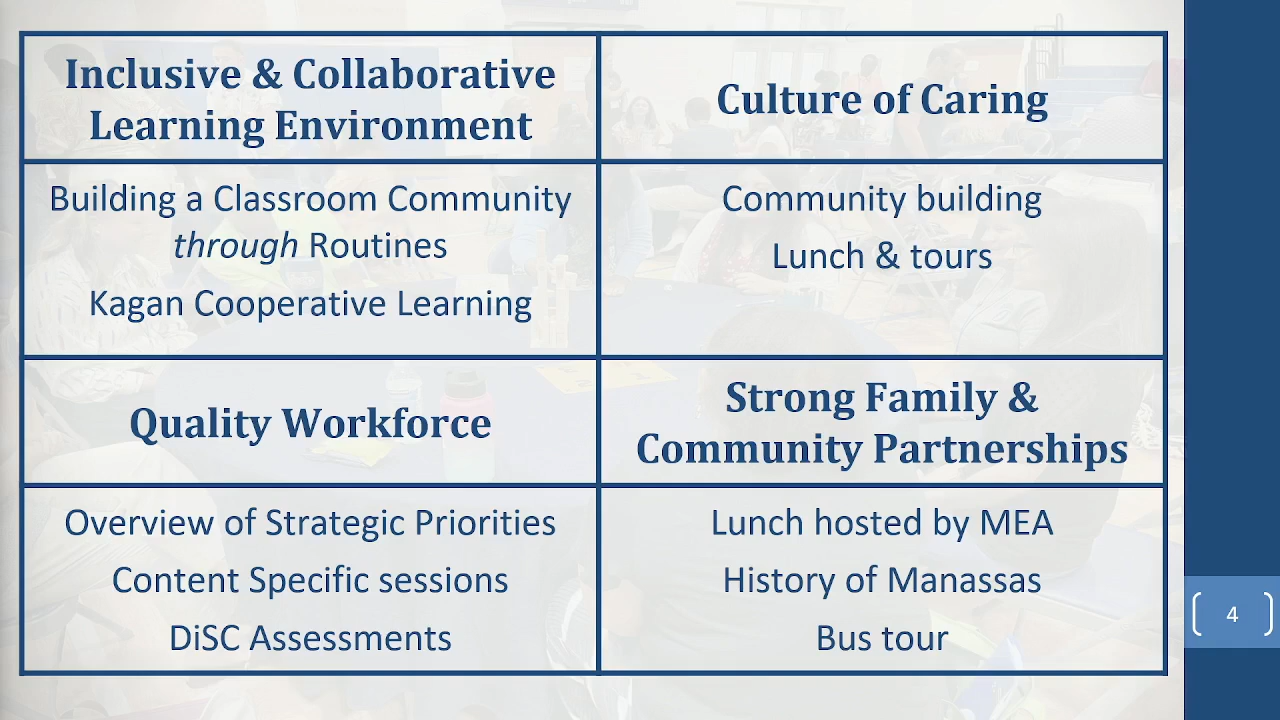 Inclusive & Collaborative
Learning Environment
Culture of Caring
Building a Classroom Community
through Routines
Kagan Cooperative Learning
Community building
Lunch & tours
Quality Workforce
Strong Family &
Community Partnerships
Overview of Strategic Priorities
Content Specific sessions
DiSC Assessments
Lunch hosted by MEA
History of Manassas
Bus tour
4